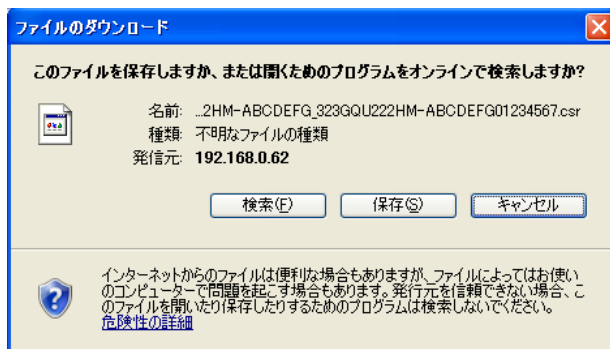 ファイルのダウンロード
このファイルを保存しますか、または開くためのプログラムをオンラインで検索しますか?
名前: ...2HM-ABCDEFG_323GQU222HM-ABCDEFG01234567.csr
種類: 不明なファイルの種類
発信元: 192.168.0.62
検索(F)
保存(S)
キャンセル
インターネットからのファイルは便利な場合もありますが、ファイルによってはお使い
のコンピューターで問題を起こす場合もあります。発行元を信頼できない場合、こ
のファイルを開いたり保存したりするためのプログラムは検索しないでください。
危険性の詳細